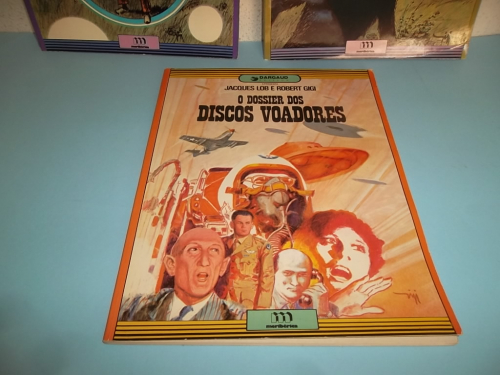 DARGAUD
JACQUES LOB E ROBERT GIGI
O DOSSIER DOS
DISCOS VOADORES
m
meribérica